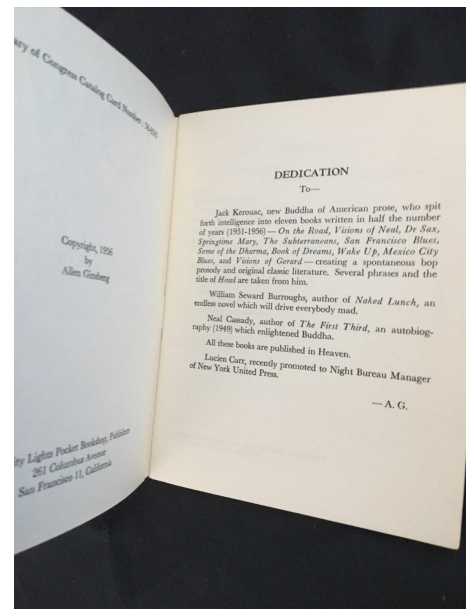 ary of Congress Catalog Card Number:
Copyright, 1956
by
Allen Ginsberg
ity Lights Pocket Bookshop, Publishers
261 Columbus Avenue
San Francisco 11, California
DEDICATION
To—
Jack Kerouac, new Buddha of American prose, who spit
forth intelligence into eleven books written in half the number
of years (1951-1956) — On the Road, Visions of Neal, Dr Sax,
Springtime Mary, The Subterraneans, San Francisco Blues,
Some of the Dharma, Book of Dreams, Wake Up, Mexico City
Blues, and Visions of Gerard — creating a spontaneous bop
prosody and original classic literature. Several phrases and the
title of Howl are taken from him.
William Seward Burroughs, author of Naked Lunch, an
endless novel which will drive everybody mad.
Neal Cassady, author of The First Third, an autobiog-
raphy (1949) which enlightened Buddha.
All these books are published in Heaven.
Lucien Carr, recently promoted to Night Bureau Manager
of New York United Press.
— A. G.